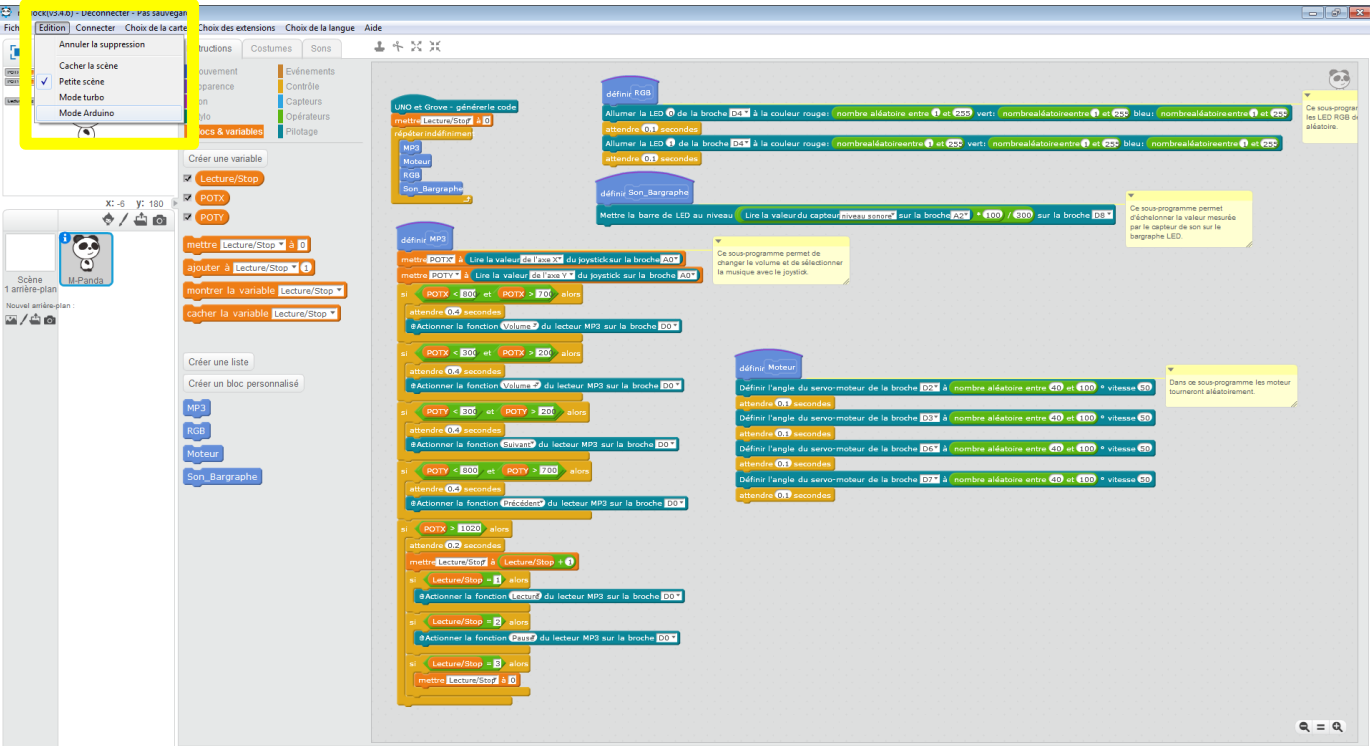 Edition Connecter Choix de la carte Choix des extensions Choix de la langue Aide
Annuler la suppression
Cacher la scène
✓ Petite scène
Mode turbo
Mode Arduino
Costumes Sons
Evénements
Contrôle
Capteurs
Opérateurs
Pilotage
Créer une variable
Lecture/Stop
POTX
POTY
mettre Lecture/Stop à 0
ajouter à Lecture/Stop 1
montrer la variable Lecture/Stop
cacher la variable Lecture/Stop
Créer une liste
Créer un bloc personnalisé
MP3
RGB
Moteur
Son_Bargraphe
X: -6 y: 180
Scène
1 arrière-plan
M-Panda
Nouvel arrière-plan :
UNO et Grove - générerle code
mettre Lecture/Stop à 0
répéter indéfiniment
MP3
Moteur
RGB
Son_Bargraphe
définir RGB
Allumer la LED 0 de la broche D4 à la couleur rouge: nombre aléatoire entre 1 et 255 vert: nombrealéatoireentre 1 et 255 bleu: nombrealéatoireentre 1 et 255
attendre 0.1 secondes
Allumer la LED 1 de la broche D4 à la couleur rouge: nombrealéatoireentre 1 et 255 vert: nombrealéatoireentre 1 et 255 bleu: nombrealéatoireentre 1 et 255
attendre 0.1 secondes
Ce sous-progran
les LED RGB d
aléatoire.
définir Son_Bargraphe
Mettre la barre de LED au niveau Lire la valeur du capteur niveau sonore sur la broche A2 * 100 / 300 sur la broche D8
Ce sous-programme permet
d'échelonner la valeur mesurée
par le capteur de son sur le
bargraphe LED.
définir MP3
mettre POTX à Lire la valeur de l'axe X du joystick sur la broche A0
mettre POTY à Lire la valeur de l'axe Y du joystick sur la broche A0
si POTX < 800 et POTX > 700 alors
attendre 0.4 secondes
Actionner la fonction Volume du lecteur MP3 sur la broche D0
si POTX < 300 et POTX > 200 alors
attendre 0.4 secondes
Actionner la fonction Volume du lecteur MP3 sur la broche D0
si POTY < 300 et POTY > 200 alors
attendre 0.4 secondes
Actionner la fonction Suivant du lecteur MP3 sur la broche D0
si POTY < 800 et POTY > 700 alors
attendre 0.4 secondes
Actionner la fonction Précédent du lecteur MP3 sur la broche D0
si POTX > 1020 alors
attendre 0.2 secondes
mettre Lecture/Stop à Lecture/Stop + 1
si Lecture/Stop = 1 alors
Actionner la fonction Lecture du lecteur MP3 sur la broche D0
si Lecture/Stop = 2 alors
Actionner la fonction Pause du lecteur MP3 sur la broche D0
si Lecture/Stop = 3 alors
mettre Lecture/Stop à 0
Ce sous-programme permet de
changer le volume et de sélectionner
la musique avec le joystick.
définir Moteur
Définir l'angle du servo-moteur de la broche D2 à nombre aléatoire entre 40 et 100 ° vitesse 50
attendre 0.1 secondes
Définir l'angle du servo-moteur de la broche D3 à nombre aléatoire entre 40 et 100 ° vitesse 50
attendre 0.1 secondes
Définir l'angle du servo-moteur de la broche D6 à nombre aléatoire entre 40 et 100 ° vitesse 50
attendre 0.1 secondes
Définir l'angle du servo-moteur de la broche D7 à nombre aléatoire entre 40 et 100 ° vitesse 50
attendre 0.1 secondes
Dans ce sous-programme les moteur
tourneront aléatoirement.